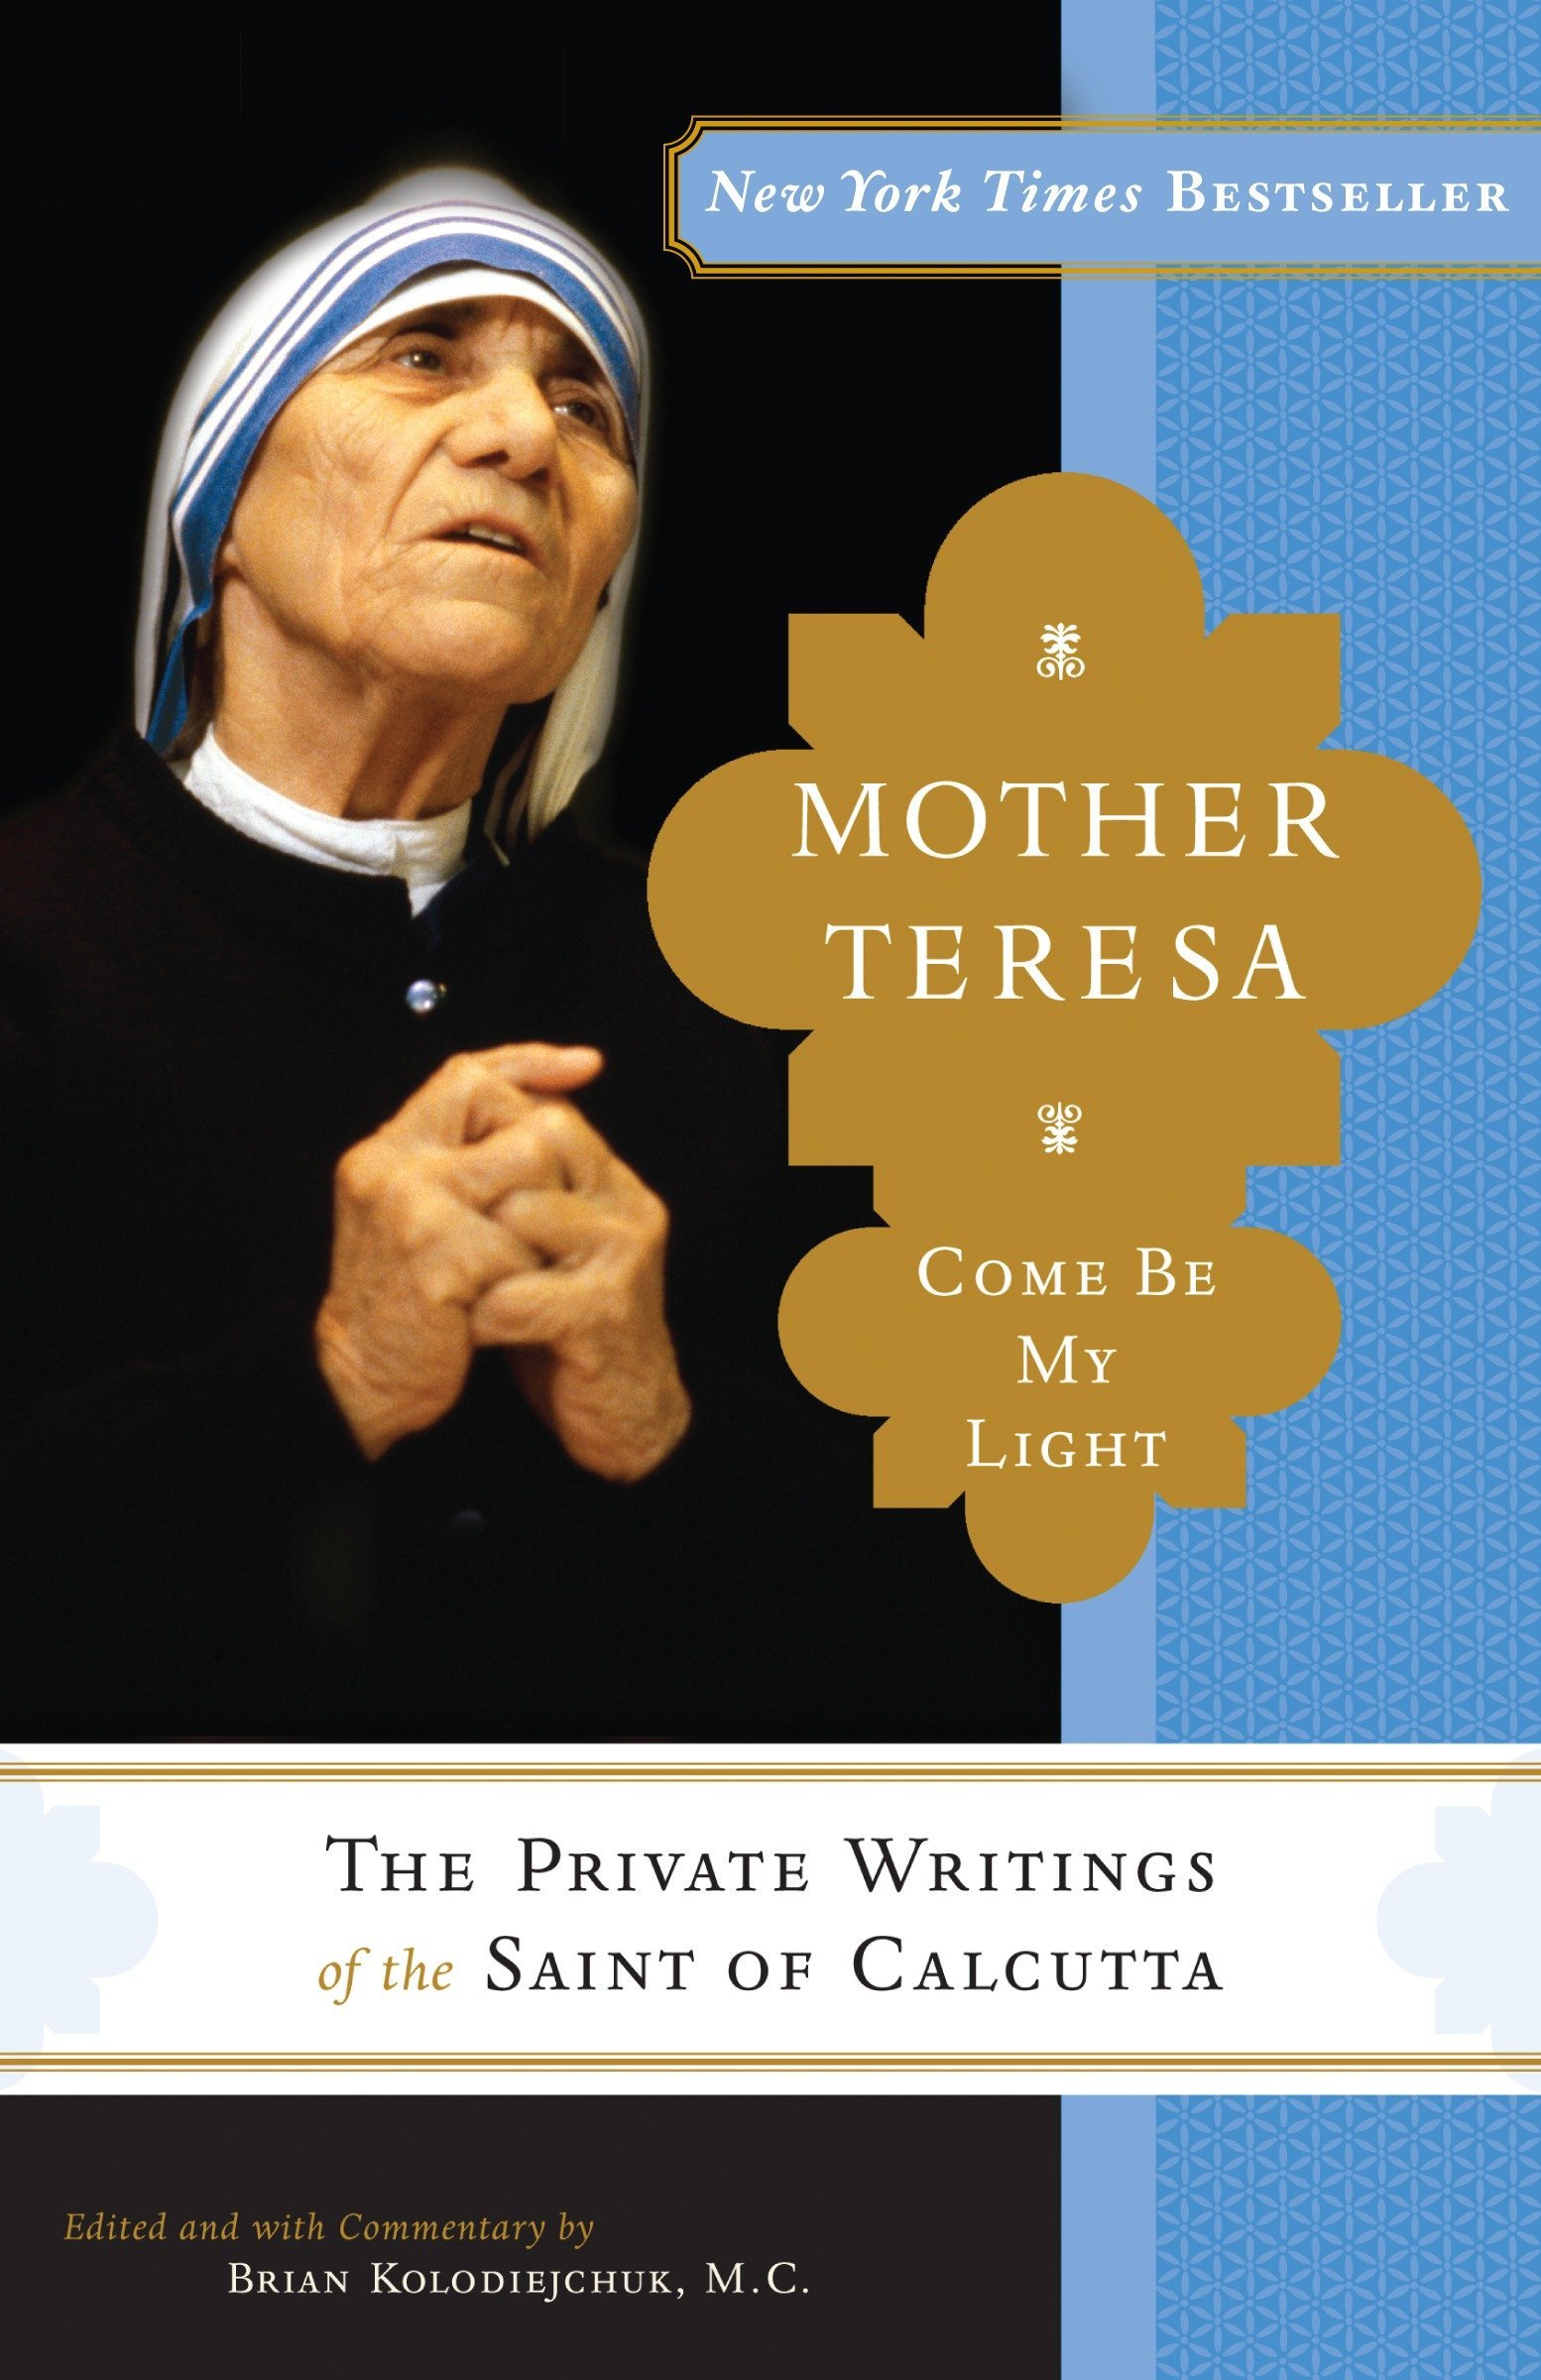 New York Times BESTSELLER
MOTHER
TERESA
COME BE
MY
LIGHT
THE PRIVATE WRITINGS
of the SAINT OF CALCUTTA
Edited and with Commentary by
BRIAN KOLODIEJCHUK, M.C.